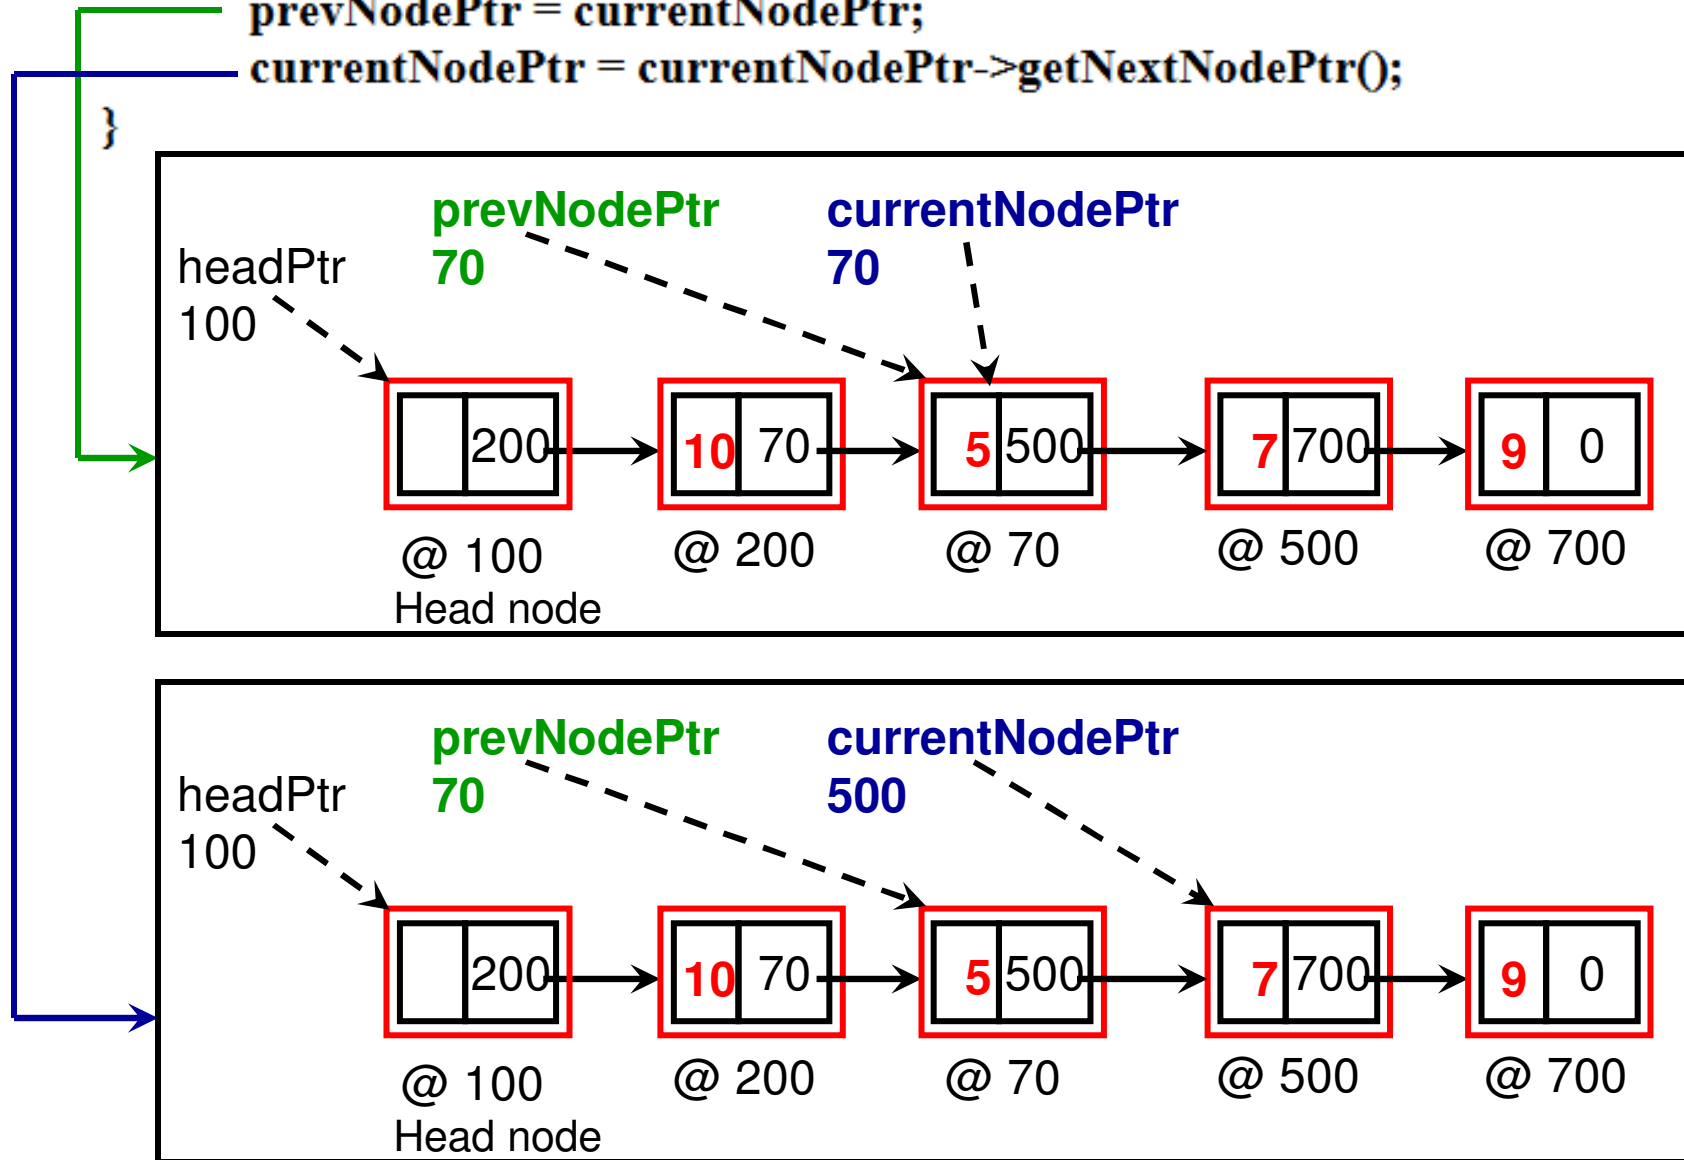 prevNodePtr = currentNodePtr;
currentNodePtr = currentNodePtr->getNextNodePtr();
}
prevNodePtr currentNodePtr
headPtr 70 70
100
200 10 70 5 500 7 700 9 0
@ 100 @ 200 @ 70 @ 500 @ 700
Head node
prevNodePtr currentNodePtr
headPtr 70 500
100
200 10 70 5 500 7 700 9 0
@ 100 @ 200 @ 70 @ 500 @ 700
Head node